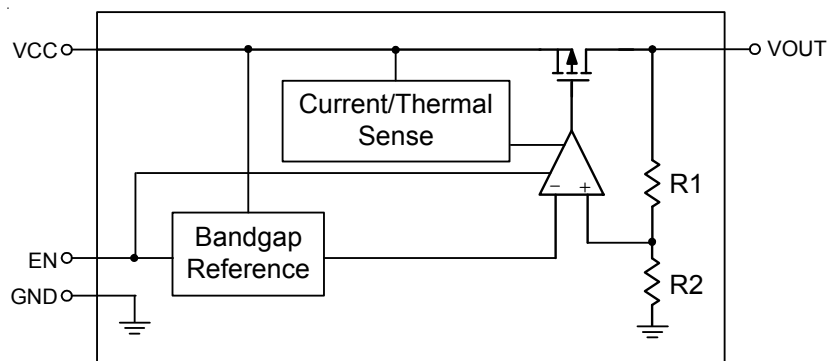 VCC
VOUT
Current/Thermal
Sense
− +
R1
EN
Bandgap
Reference
R2
GND